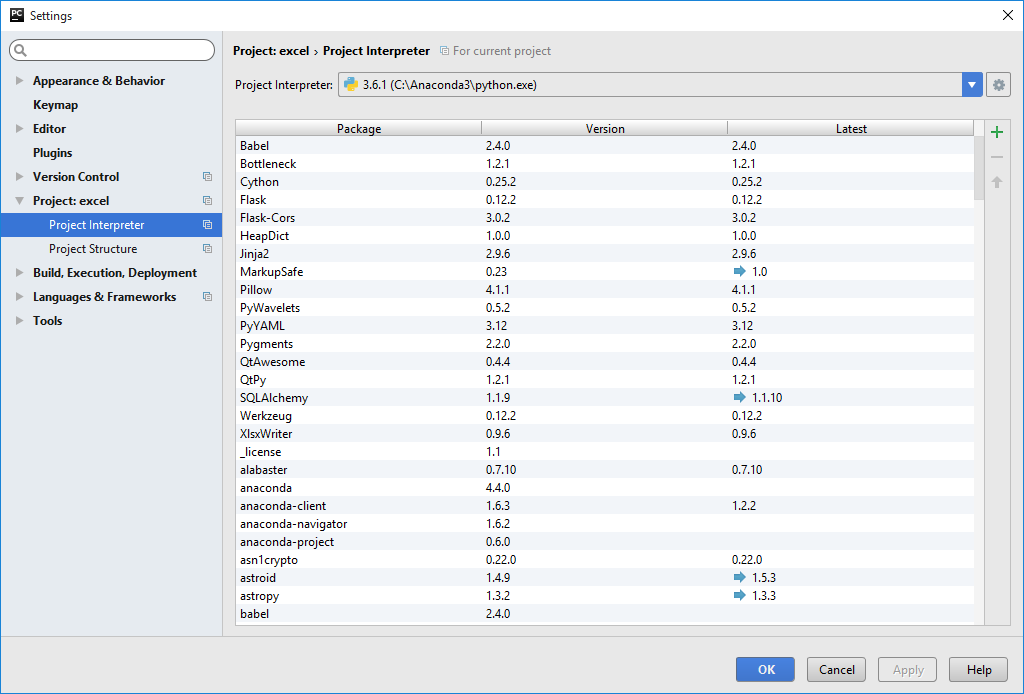 PC Settings
Project: excel › Project Interpreter For current project
Appearance & Behavior
Keymap
Editor
Plugins
Version Control
Project: excel
Project Interpreter
Project Structure
Build, Execution, Deployment
Languages & Frameworks
Tools
Project Interpreter: 3.6.1 (C:\Anaconda3\python.exe)
Package Version Latest
Babel 2.4.0 2.4.0
Bottleneck 1.2.1 1.2.1
Cython 0.25.2 0.25.2
Flask 0.12.2 0.12.2
Flask-Cors 3.0.2 3.0.2
HeapDict 1.0.0 1.0.0
Jinja2 2.9.6 2.9.6
MarkupSafe 0.23 1.0
Pillow 4.1.1 4.1.1
PyWavelets 0.5.2 0.5.2
PyYAML 3.12 3.12
Pygments 2.2.0 2.2.0
QtAwesome 0.4.4 0.4.4
QtPy 1.2.1 1.2.1
SQLAlchemy 1.1.9 1.1.10
Werkzeug 0.12.2 0.12.2
XlsxWriter 0.9.6 0.9.6
_license 1.1
alabaster 0.7.10 0.7.10
anaconda 4.4.0
anaconda-client 1.6.3 1.2.2
anaconda-navigator 1.6.2
anaconda-project 0.6.0
asn1crypto 0.22.0 0.22.0
astroid 1.4.9 1.5.3
astropy 1.3.2 1.3.3
babel 2.4.0
OK Cancel Apply Help